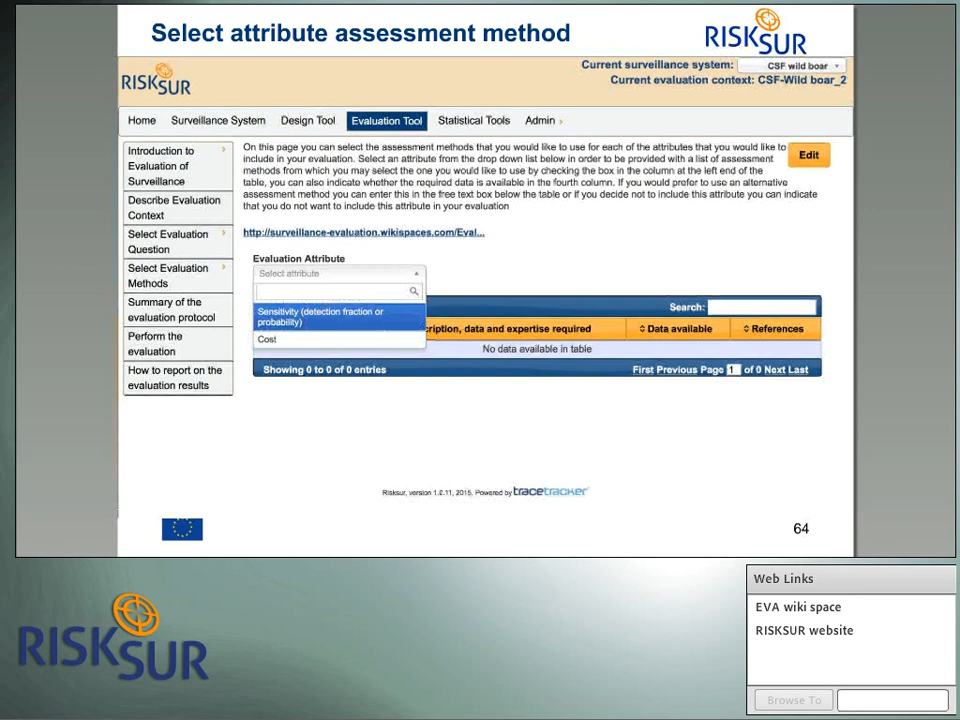 Select attribute assessment method
RISKSUR
RISKSUR
Current surveillance system: CSF wild boar
Current evaluation context: CSF-Wild boar_2
Home Surveillance System Design Tool Evaluation Tool Statistical Tools Admin
Introduction to
Evaluation of
Surveillance
Describe Evaluation
Context
Select Evaluation
Question
Select Evaluation
Methods
Summary of the
evaluation protocol
Perform the
evaluation
How to report on the
evaluation results
On this page you can select the assessment methods that you would like to use for each of the attributes that you would like to
include in your evaluation. Select an attribute from the drop down list below in order to be provided with a list of assessment
methods from which you may select the one you would like to use by checking the box in the column at the left end of the
table, you can also indicate whether the required data is available in the fourth column. If you would prefer to use an alternative
assessment method you can enter this in the free text box below the table or if you decide not to include this attribute you can indicate
that you do not want to include this attribute in your evaluation
Edit
http://surveillance-evaluation.wikispaces.com/Eval...
Evaluation Attribute
Select attribute
Sensitivity (detection fraction or
probability)
Cost
Search:
cription, data and expertise required Data available References
No data available in table
Showing 0 to 0 of 0 entries First Previous Page 1 of 0 Next Last
Risksur, version 1.0.11, 2015, Powered by tracetracker
64
RISKSUR
Web Links
EVA wiki space
RISKSUR website
Browse To